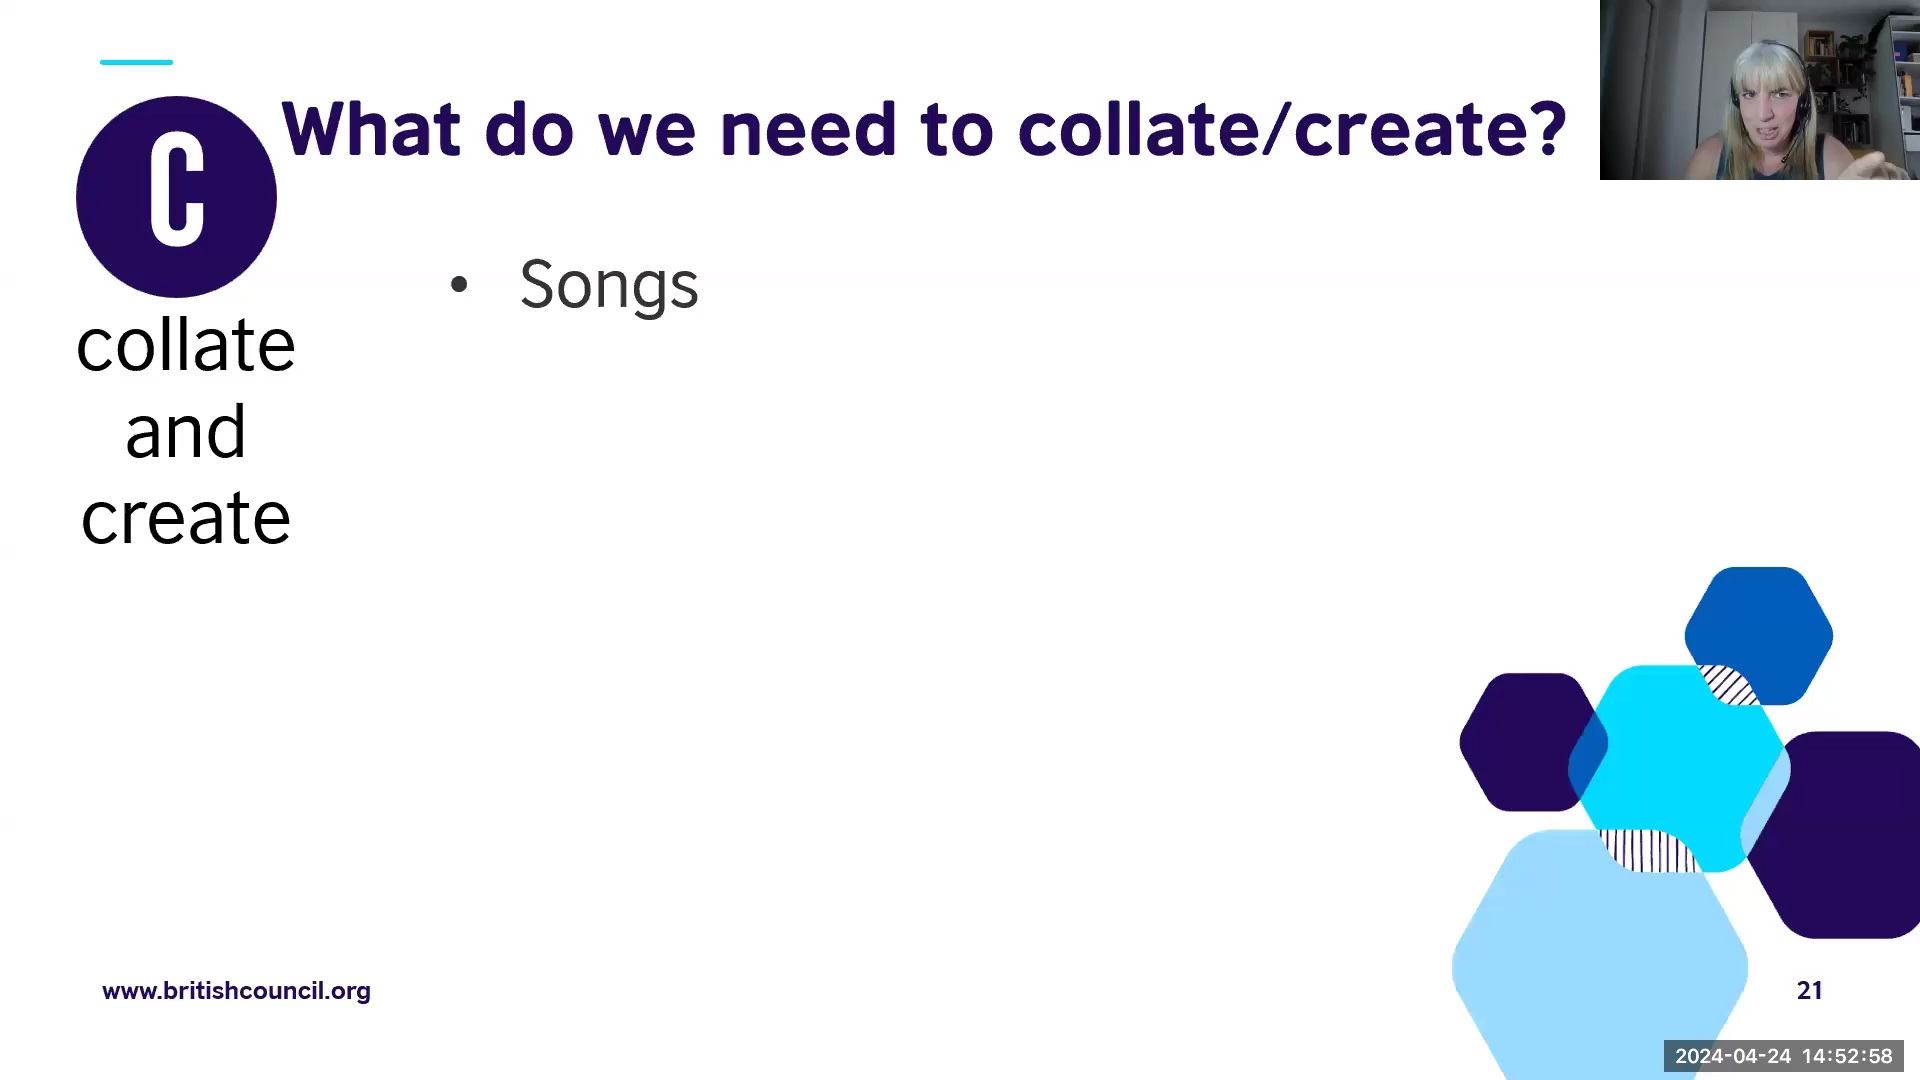 What do we need to collate/create?
C
collate
and
create
• Songs
www.britishcouncil.org
21
2024-04-24 14:52:58